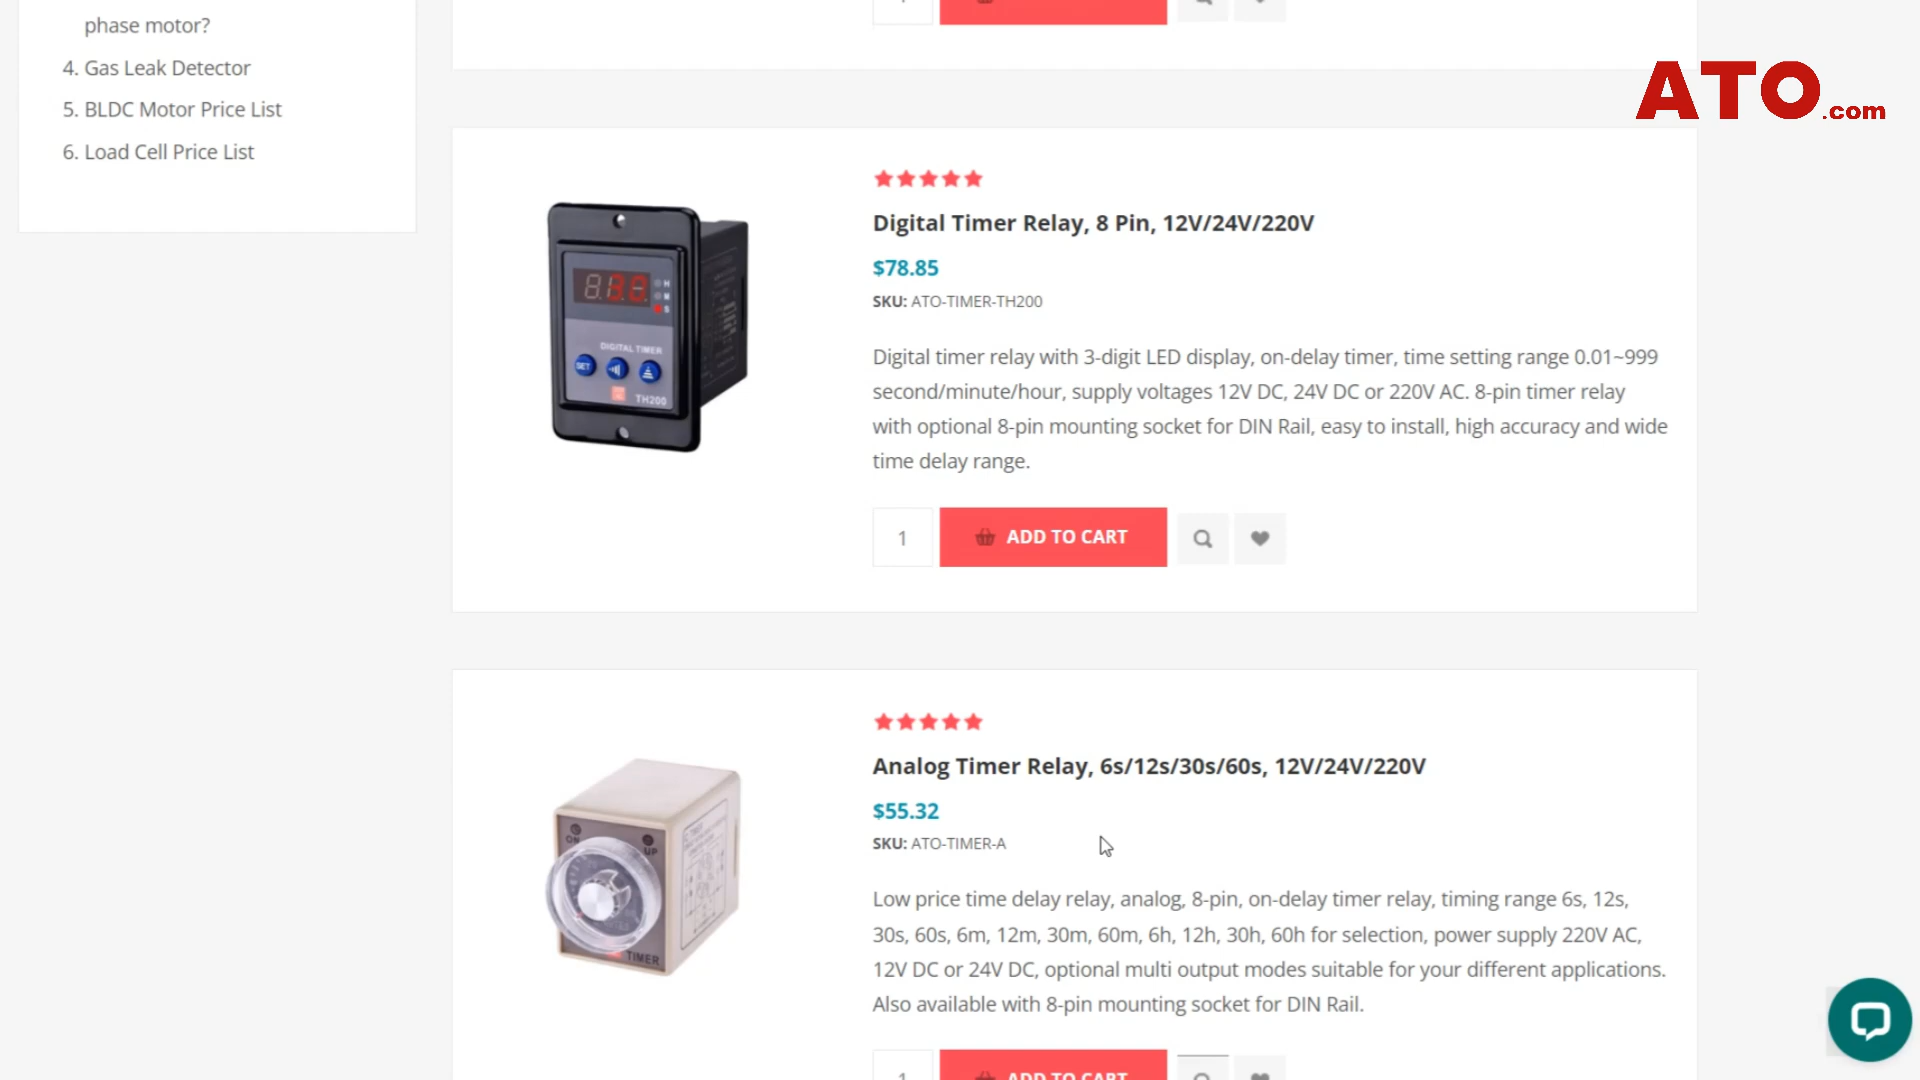 phase motor?
4. Gas Leak Detector
5. BLDC Motor Price List
6. Load Cell Price List
ATO.com
Digital Timer Relay, 8 Pin, 12V/24V/220V
$78.85
SKU: ATO-TIMER-TH200
Digital timer relay with 3-digit LED display, on-delay timer, time setting range 0.01~999
second/minute/hour, supply voltages 12V DC, 24V DC or 220V AC. 8-pin timer relay
with optional 8-pin mounting socket for DIN Rail, easy to install, high accuracy and wide
time delay range.
1
ADD TO CART
H
M
S
DIGITAL TIMER
SET
TH200
Analog Timer Relay, 6s/12s/30s/60s, 12V/24V/220V
$55.32
SKU: ATO-TIMER-A
Low price time delay relay, analog, 8-pin, on-delay timer relay, timing range 6s, 12s,
30s, 60s, 6m, 12m, 30m, 60m, 6h, 12h, 30h, 60h for selection, power supply 220V AC,
12V DC or 24V DC, optional multi output modes suitable for your different applications.
Also available with 8-pin mounting socket for DIN Rail.
ON
UP
TIMER
1
ADD TO CART